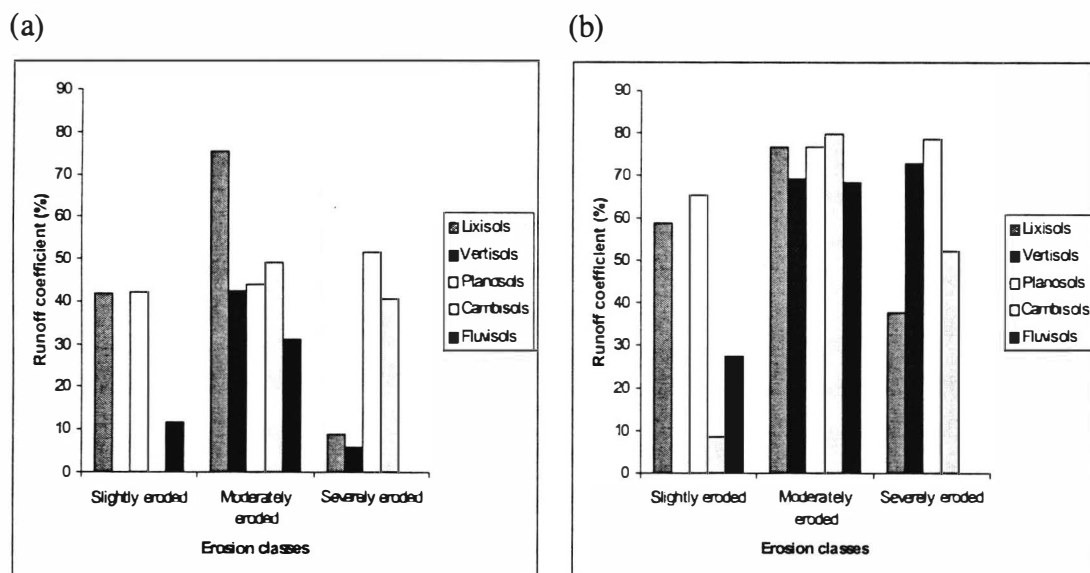 (a)
90
80
70
60
50
40
30
20
10
0
Runoff coefficient (%)
Slightly eroded
Moderately
eroded
Severely eroded
Erosion classes
Lixisols
Vertisols
Planosols
Cambisols
Fluvisols
(b)
90
80
70
60
50
40
30
20
10
0
Runoff coefficient (%)
Slightly eroded
Moderately
eroded
Severely eroded
Erosion classes
Lixisols
Vertisols
Planosols
Cambisols
Fluvisols